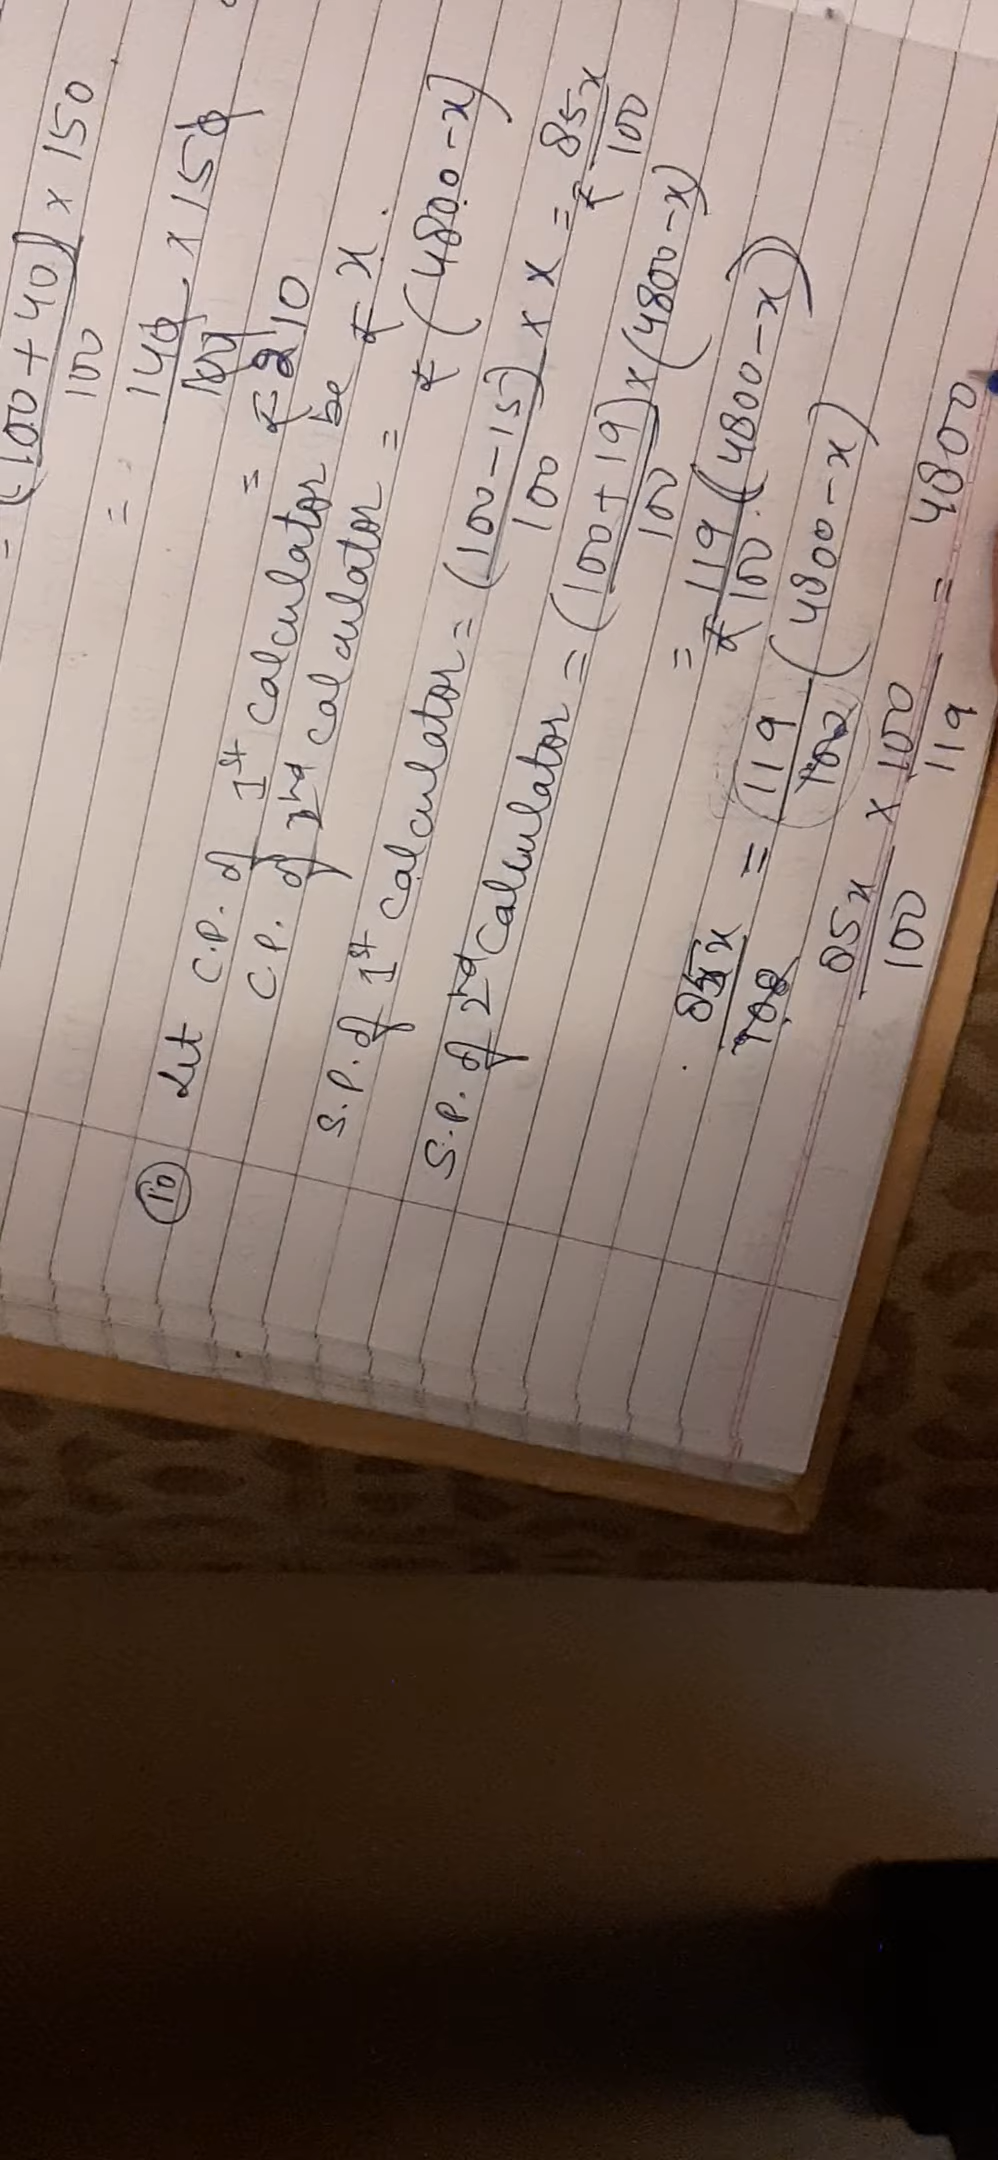 = (100 + 40) / 100 x 150
= 140 / 100 x 150
= ₹ 210
(10) Let C.P. of 1st calculator be ₹ x.
C.P. of 2nd calculator = ₹ (4800 - x)
S.P. of 1st calculator = (100 - 15) / 100 x x = ₹ 85x / 100
S.P. of 2nd calculator = (100 + 19) / 100 x (4800 - x)
= ₹ 119 / 100 (4800 - x)
85x / 100 = 119 / 100 (4800 - x)
85x / 100 x 100 / 119 = 4800